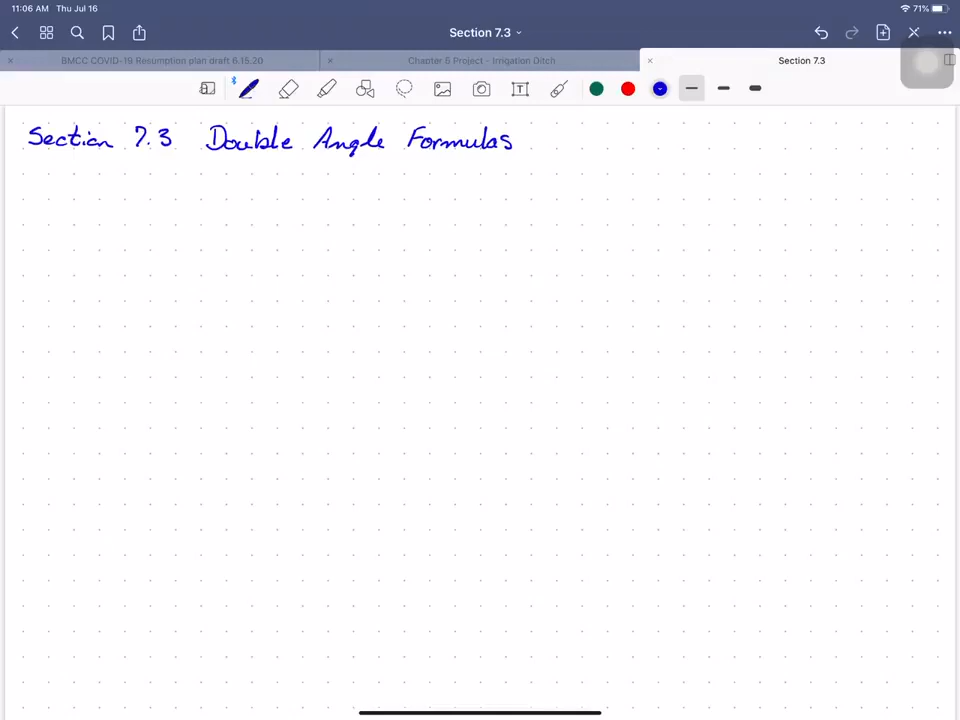 11:06 AM Thu Jul 16
71%
Section 7.3
BMCC COVID-19 Resumption plan draft 6.15.20
Chapter 6 Project - Irrigation Ditch
Section 7.3
Section 7.3 Double Angle Formulas